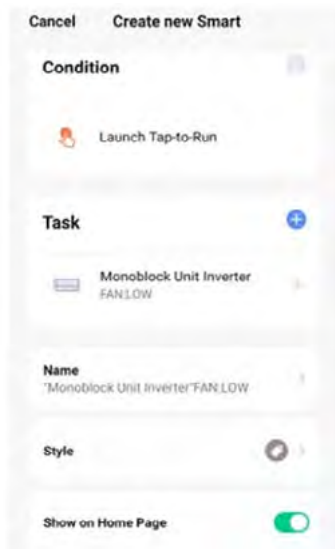 Cancel Create new Smart
Condition
Launch Tap-to-Run
Task
Monoblock Unit Inverter
FAN:LOW
Name
"Monoblock Unit Inverter"FAN:LOW
Style
Show on Home Page